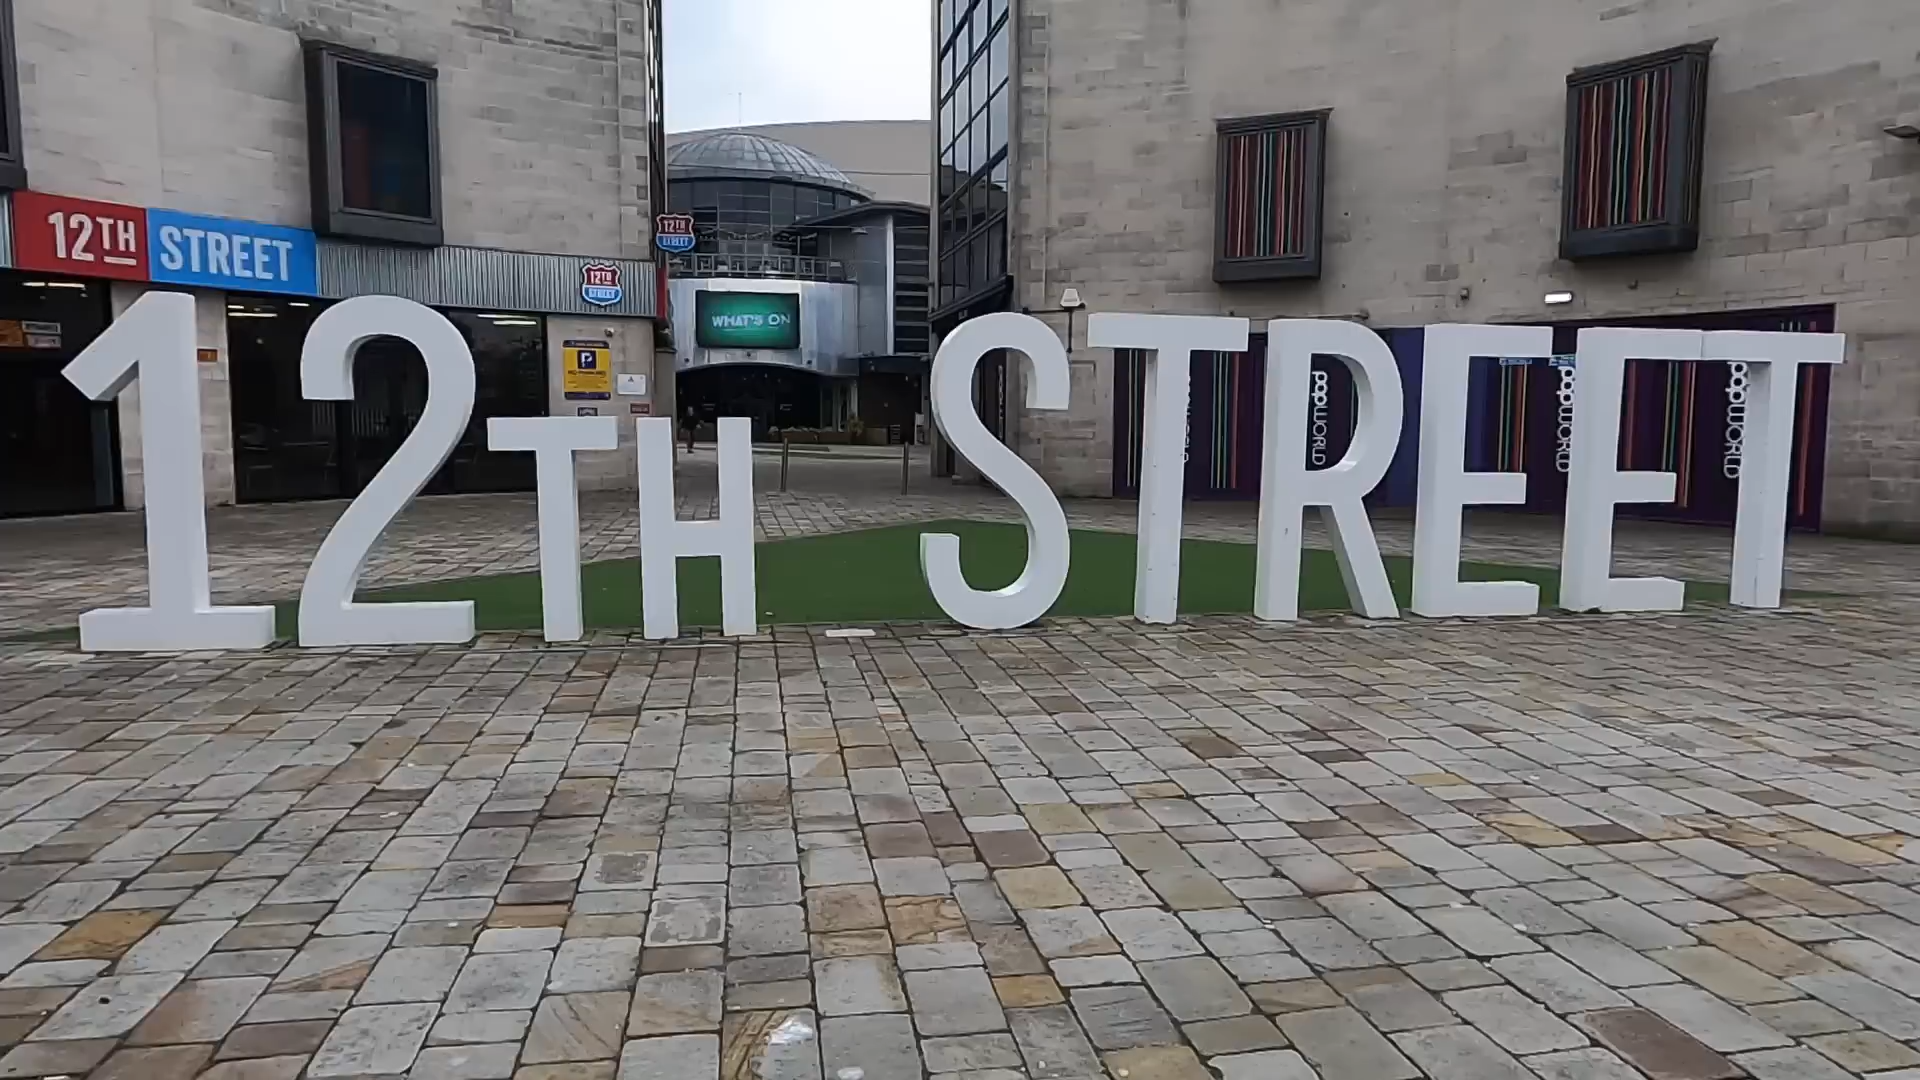 12TH STREET
12TH
STREET
12TH
STREET
WHAT'S ON
P
12TH STREET
popWORLD
popWORLD
popWORLD